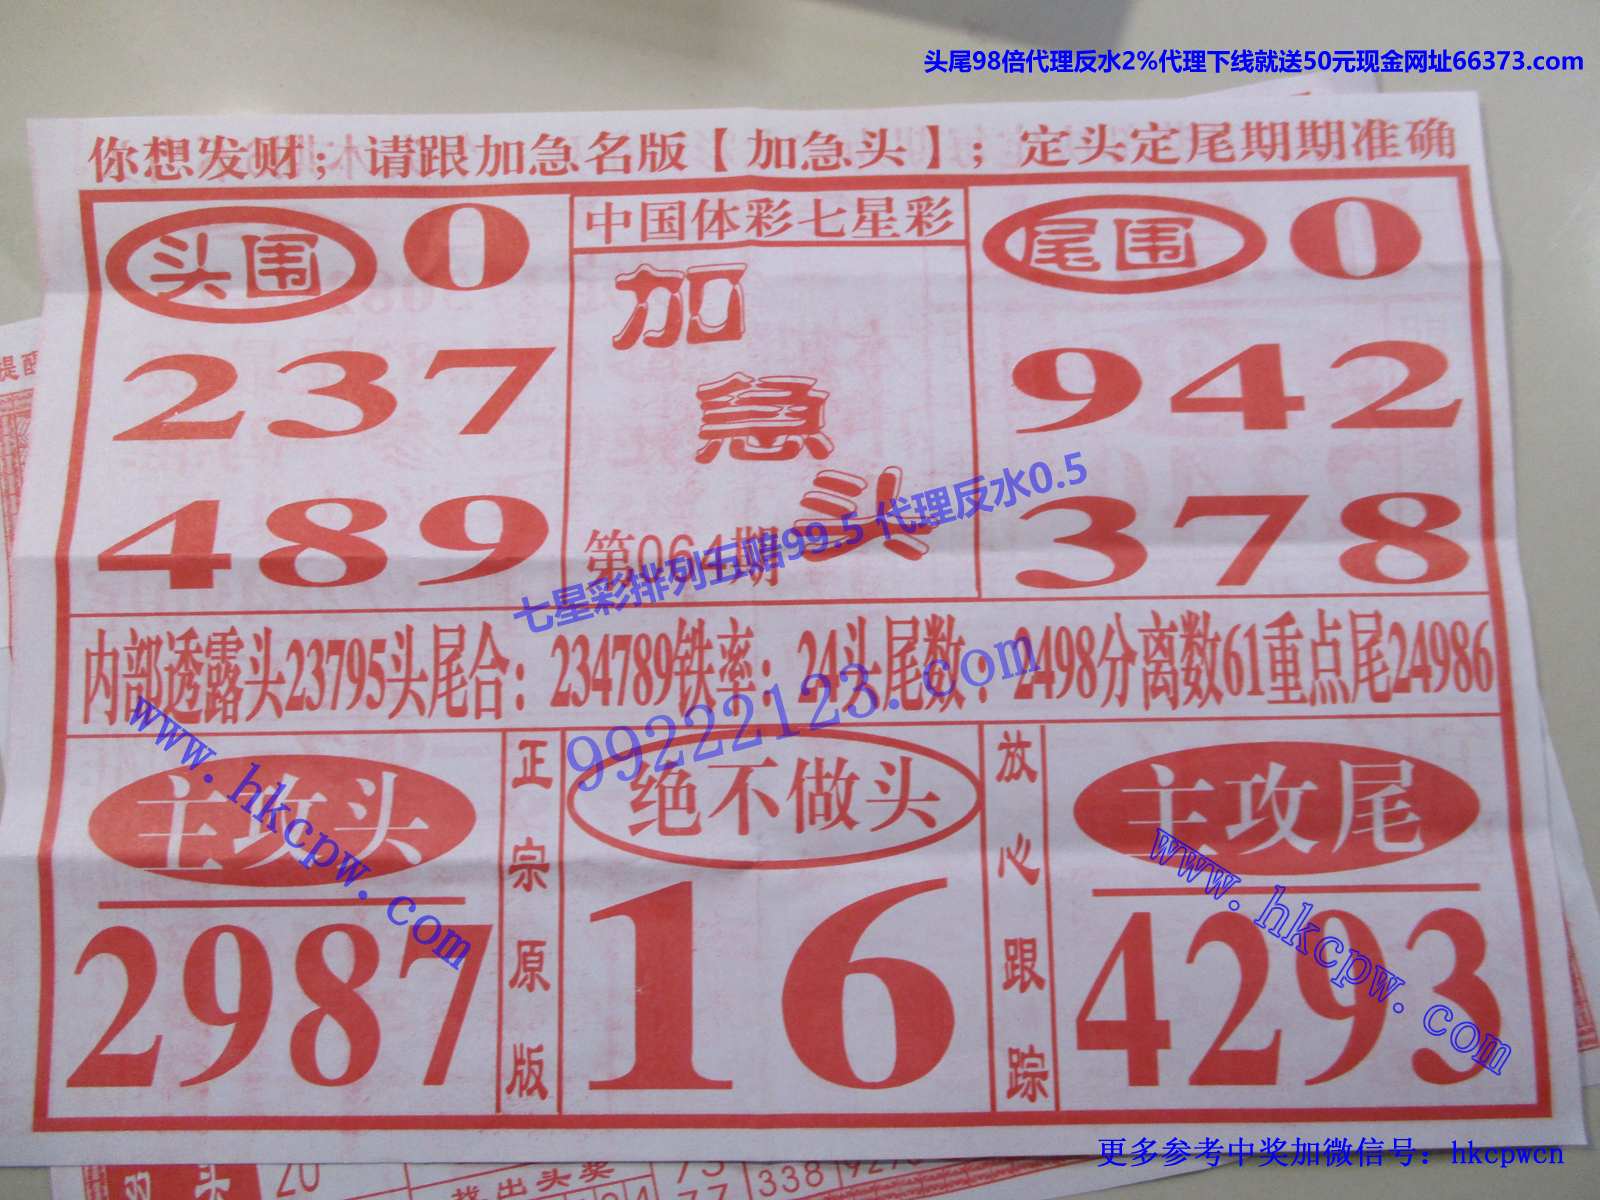 头尾98倍代理反水2%代理下线就送50元现金网址66373.com
你想发财；请跟加急名版【加急头】；定头定尾期期准确
头围 0
237
489
中国体彩七星彩
加急头
第064期
尾围 0
942
378
七星彩排列五赔99.5 代理反水0.5
内部透露头23795头尾合：234789铁率：24头尾数：2498分离数61重点尾24986
99222123.com
www.hkcpw.com
主攻头
2987
正宗原版
绝不做头
16
放心跟踪
主攻尾
4293
www.hkcpw.com
更多参考中奖加微信号：hkcpwcn
提醒
20
找出头奖
73
338